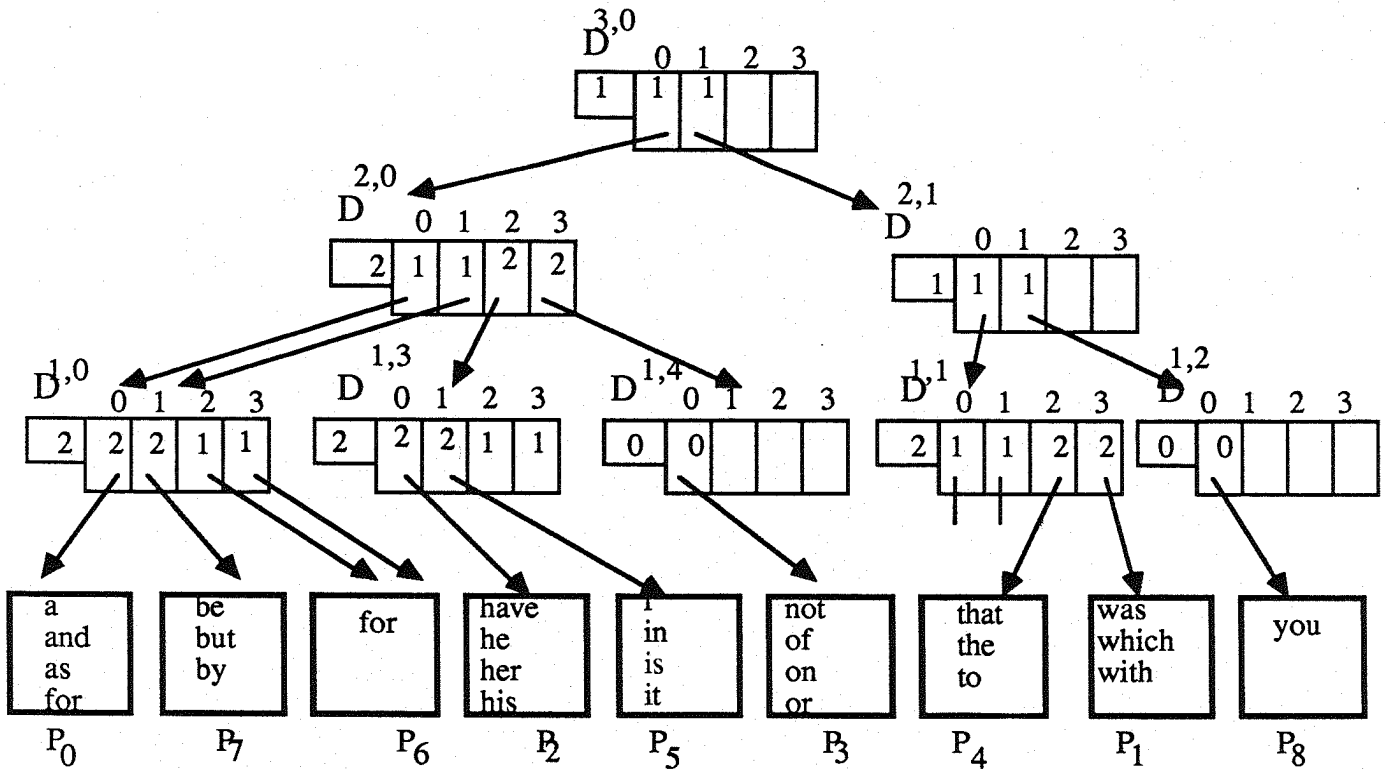 D3,0
0 1 2 3
1 1 1
D2,0
0 1 2 3
2 1 1 2 2
D2,1
0 1 2 3
1 1 1
D1,0
0 1 2 3
2 2 2 1 1
D1,3
0 1 2 3
2 2 2 1 1
D1,4
0 1 2 3
0 0
D1,1
0 1 2 3
2 1 1 2 2
D1,2
0 1 2 3
0 0
a
and
as
for
be
but
by
for
have
he
her
his
I
in
is
it
not
of
on
or
that
the
to
was
which
with
you
P0 P7 P6 P2 P5 P3 P4 P1 P8